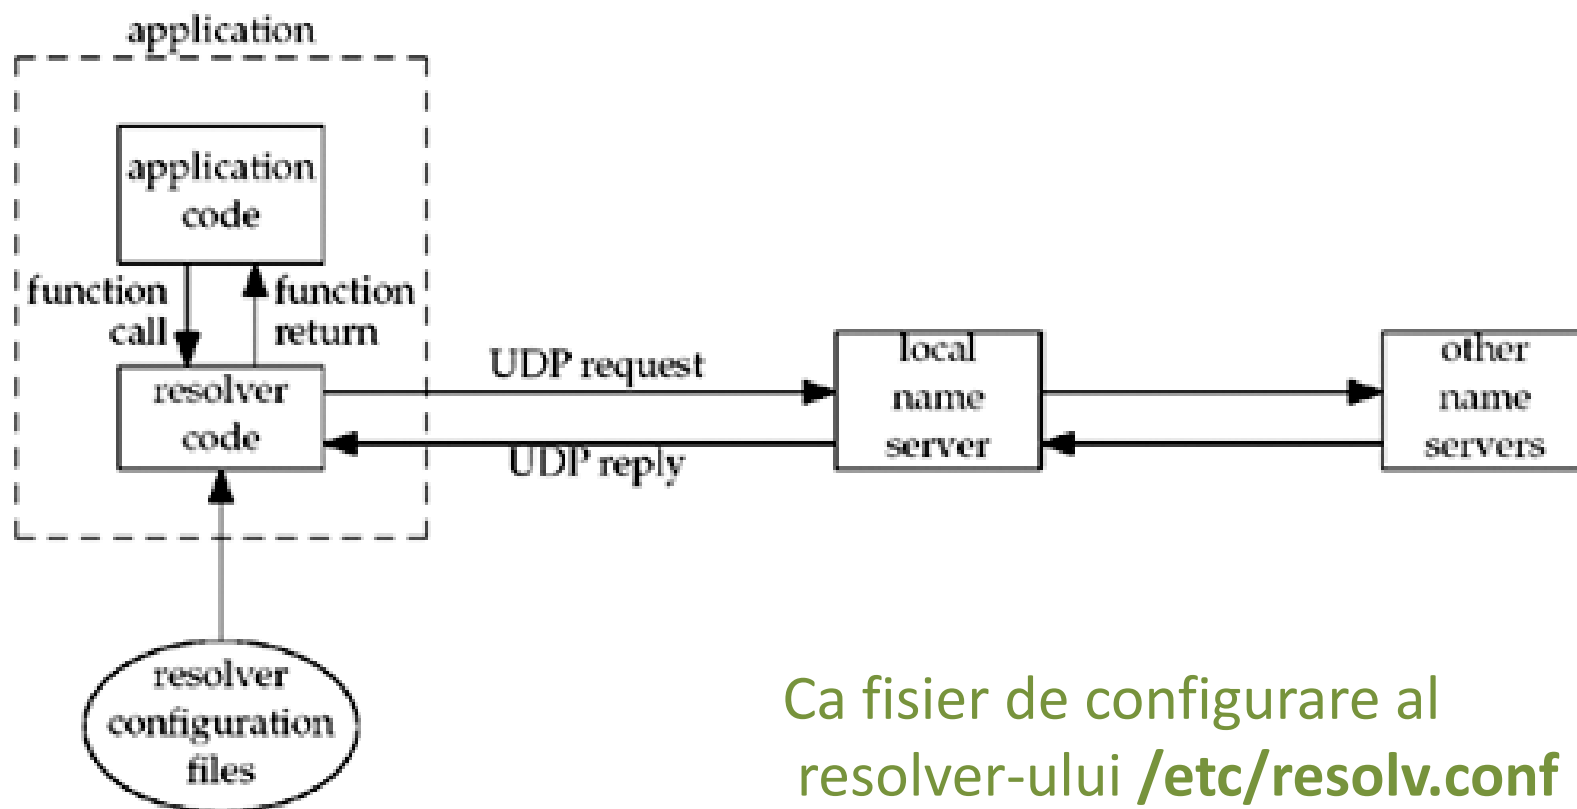 application
application
code
function
call
function
return
resolver
code
UDP request
UDP reply
local
name
server
other
name
servers
resolver
configuration
files
Ca fisier de configurare al
resolver-ului /etc/resolv.conf